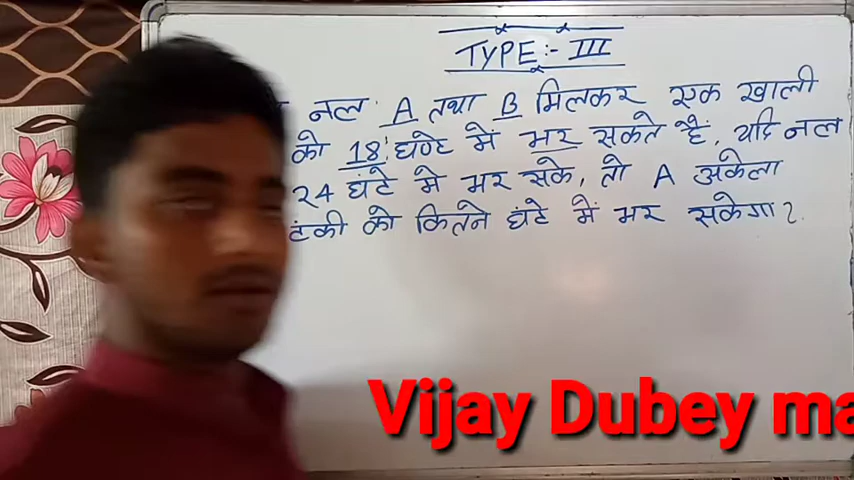 TYPE:- III
नल A तथा B मिलकर एक खाली
को 18 घण्टे में भर सकते हैं, यदि नल
24 घंटे मे भर सके, तो A अकेला
टंकी को कितने घंटे में भर सकेगा?
Vijay Dubey ma